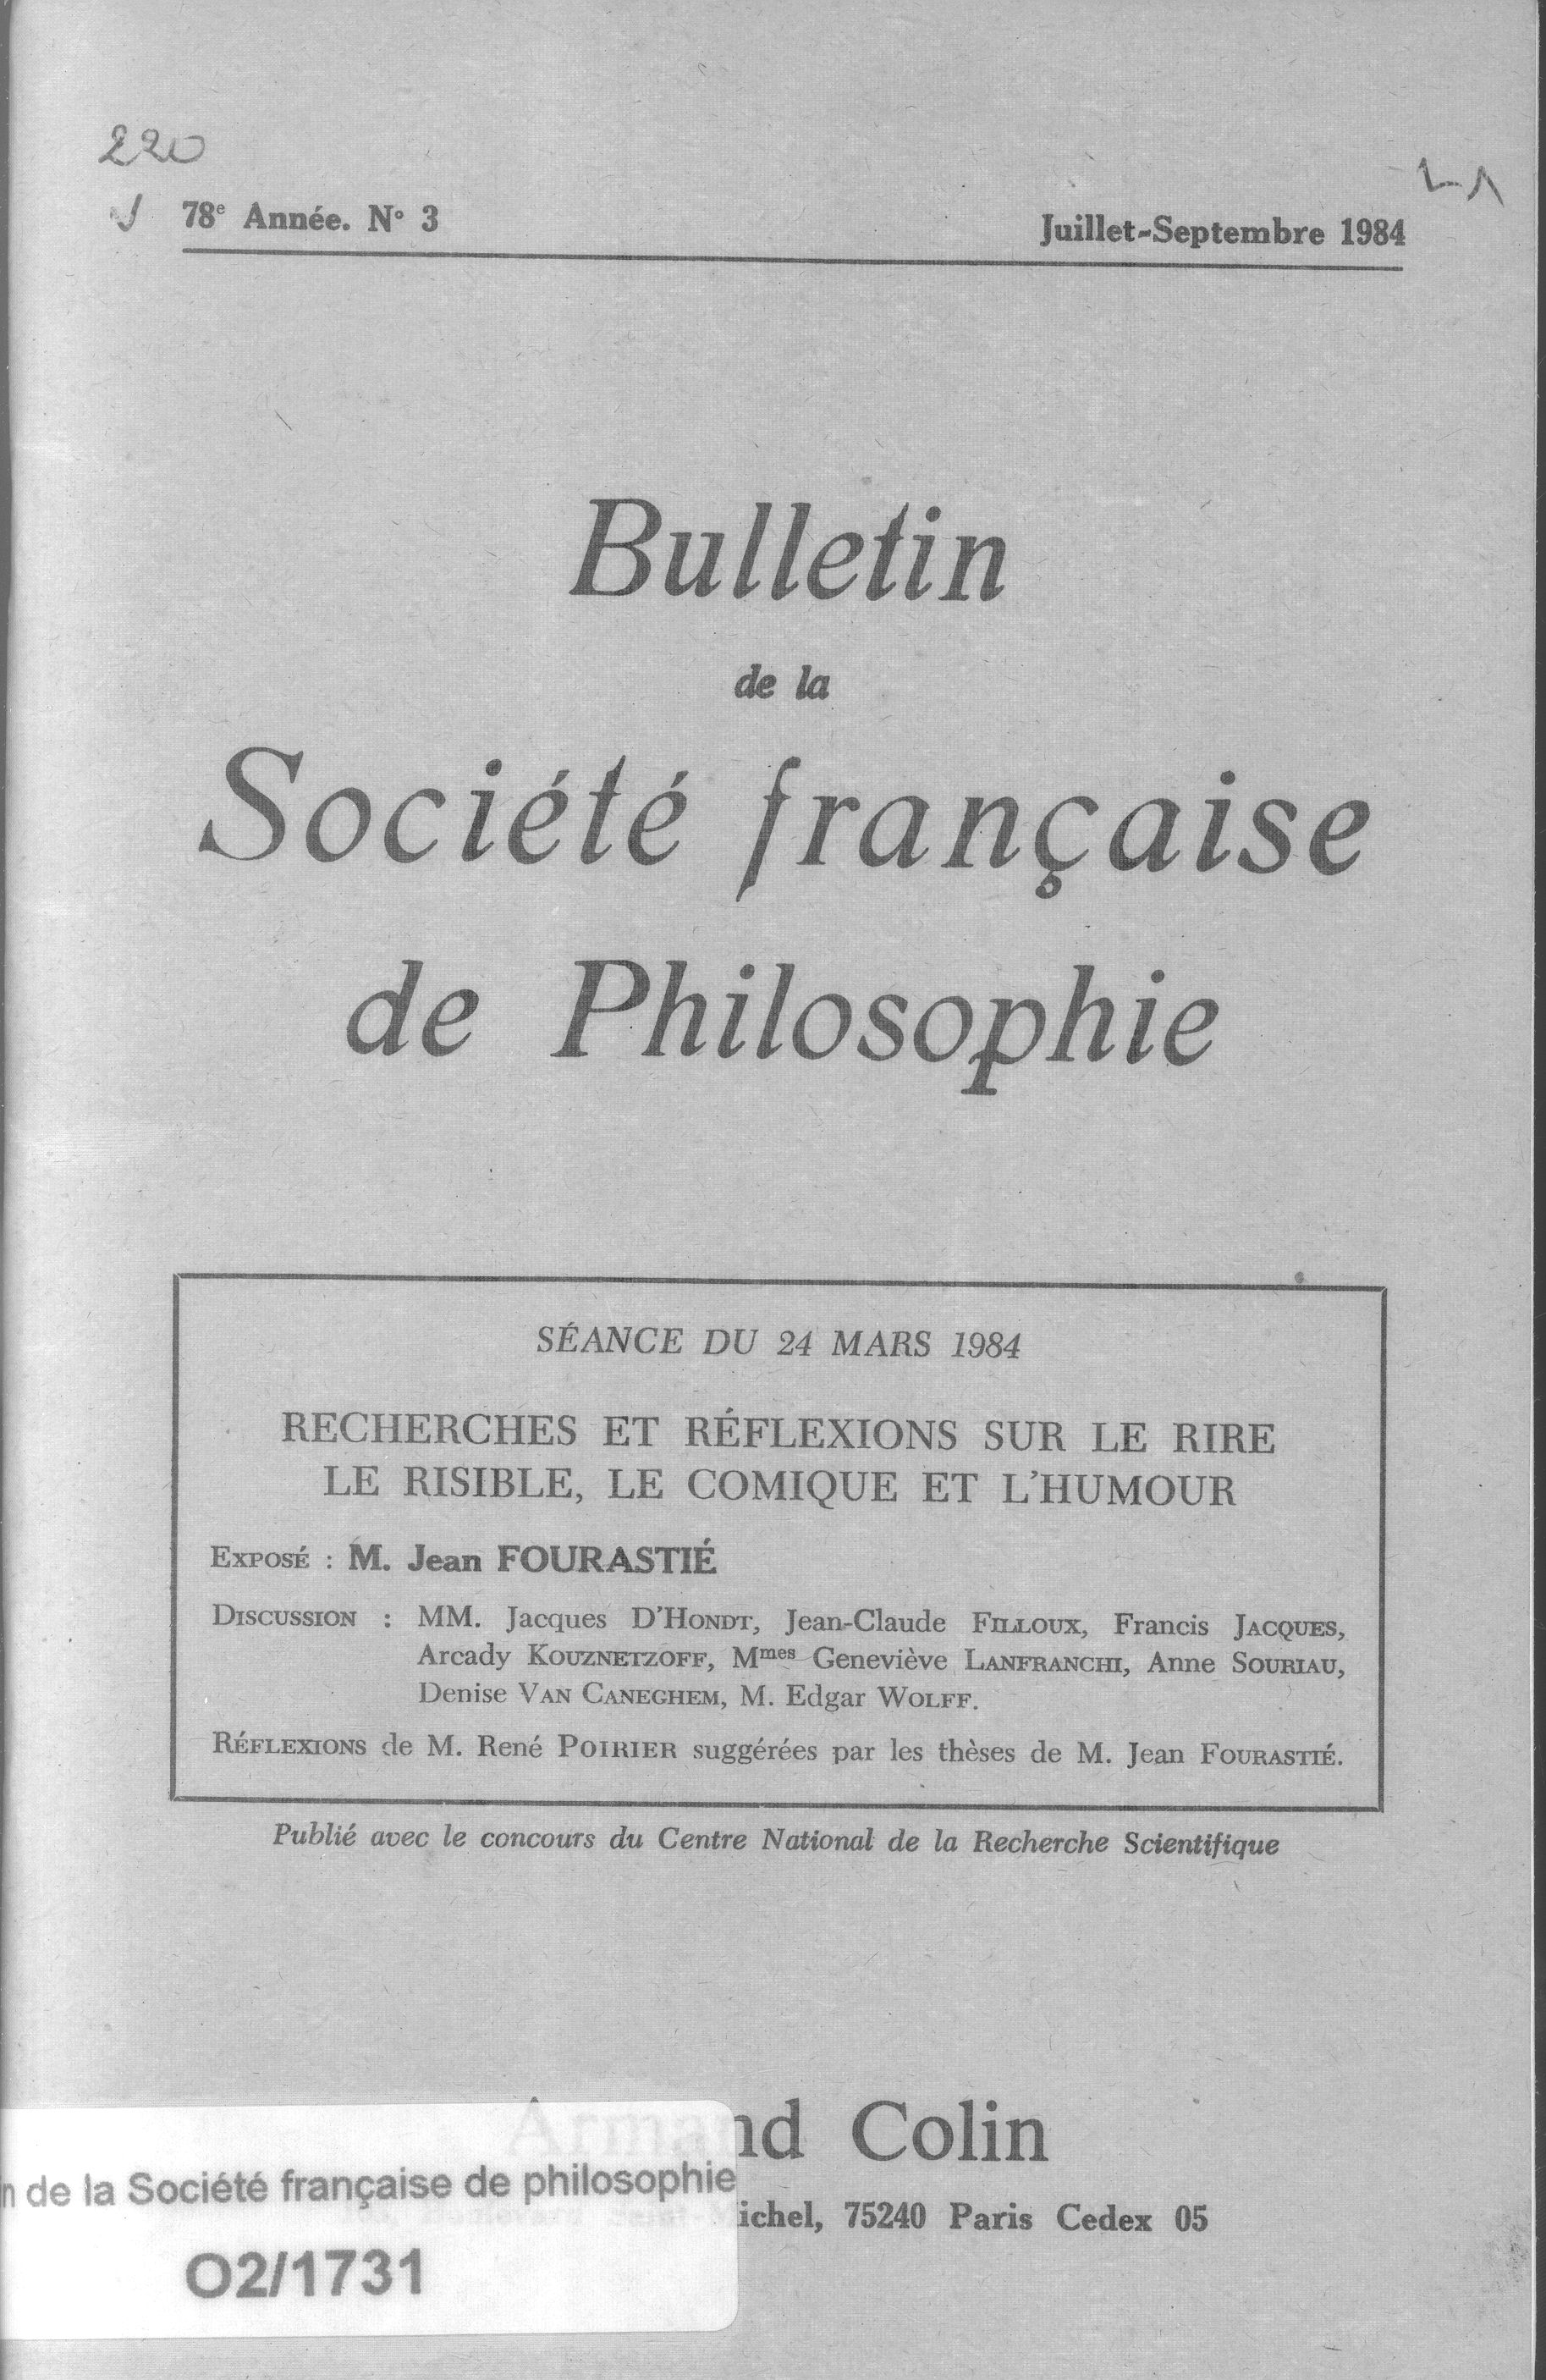 220
78e Année. N° 3
Juillet-Septembre 1984
Bulletin
de la
Société française
de Philosophie
SÉANCE DU 24 MARS 1984
RECHERCHES ET RÉFLEXIONS SUR LE RIRE
LE RISIBLE, LE COMIQUE ET L'HUMOUR
EXPOSÉ : M. Jean FOURASTIÉ
DISCUSSION : MM. Jacques D'HONDT, Jean-Claude FILLOUX, Francis JACQUES,
Arcady KOUZNETZOFF, Mmes Geneviève LANFRANCHI, Anne SOURIAU,
Denise VAN CANEGHEM, M. Edgar WOLFF.
RÉFLEXIONS de M. René POIRIER suggérées par les thèses de M. Jean FOURASTIÉ.
Publié avec le concours du Centre National de la Recherche Scientifique
Armand Colin
n de la Société française de philosophie
ichel, 75240 Paris Cedex 05
O2/1731